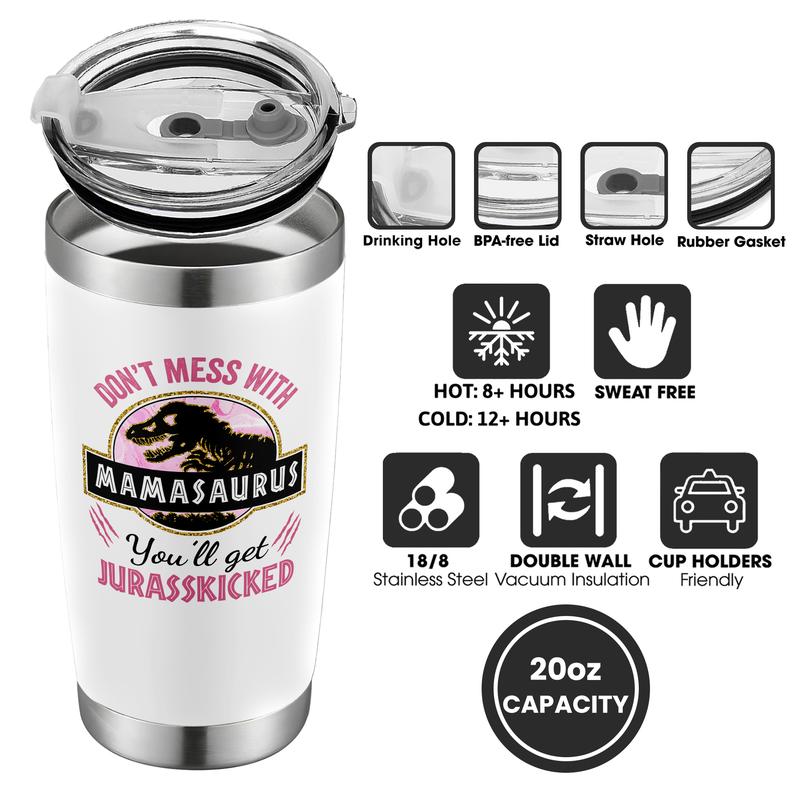 DON'T MESS WITH
MAMASAURUS
You'll get
JURASSKICKED
Drinking Hole
BPA-free Lid
Straw Hole
Rubber Gasket
HOT: 8+ HOURS
COLD: 12+ HOURS
SWEAT FREE
18/8
Stainless Steel
DOUBLE WALL
Vacuum Insulation
CUP HOLDERS
Friendly
20oz
CAPACITY